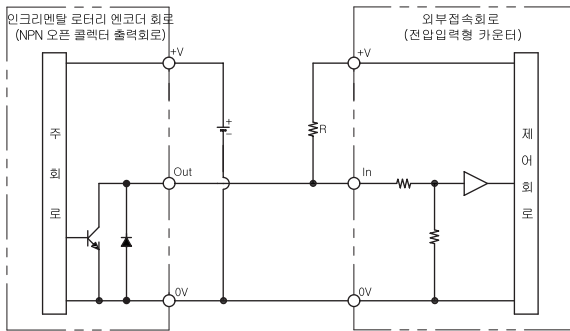 인크리멘탈 로터리 엔코더 회로
(NPN 오픈 콜렉터 출력회로)
외부접속회로
(전압입력형 카운터)
+V
+V
주회로
+
-
R
제어회로
Out
In
0V
0V